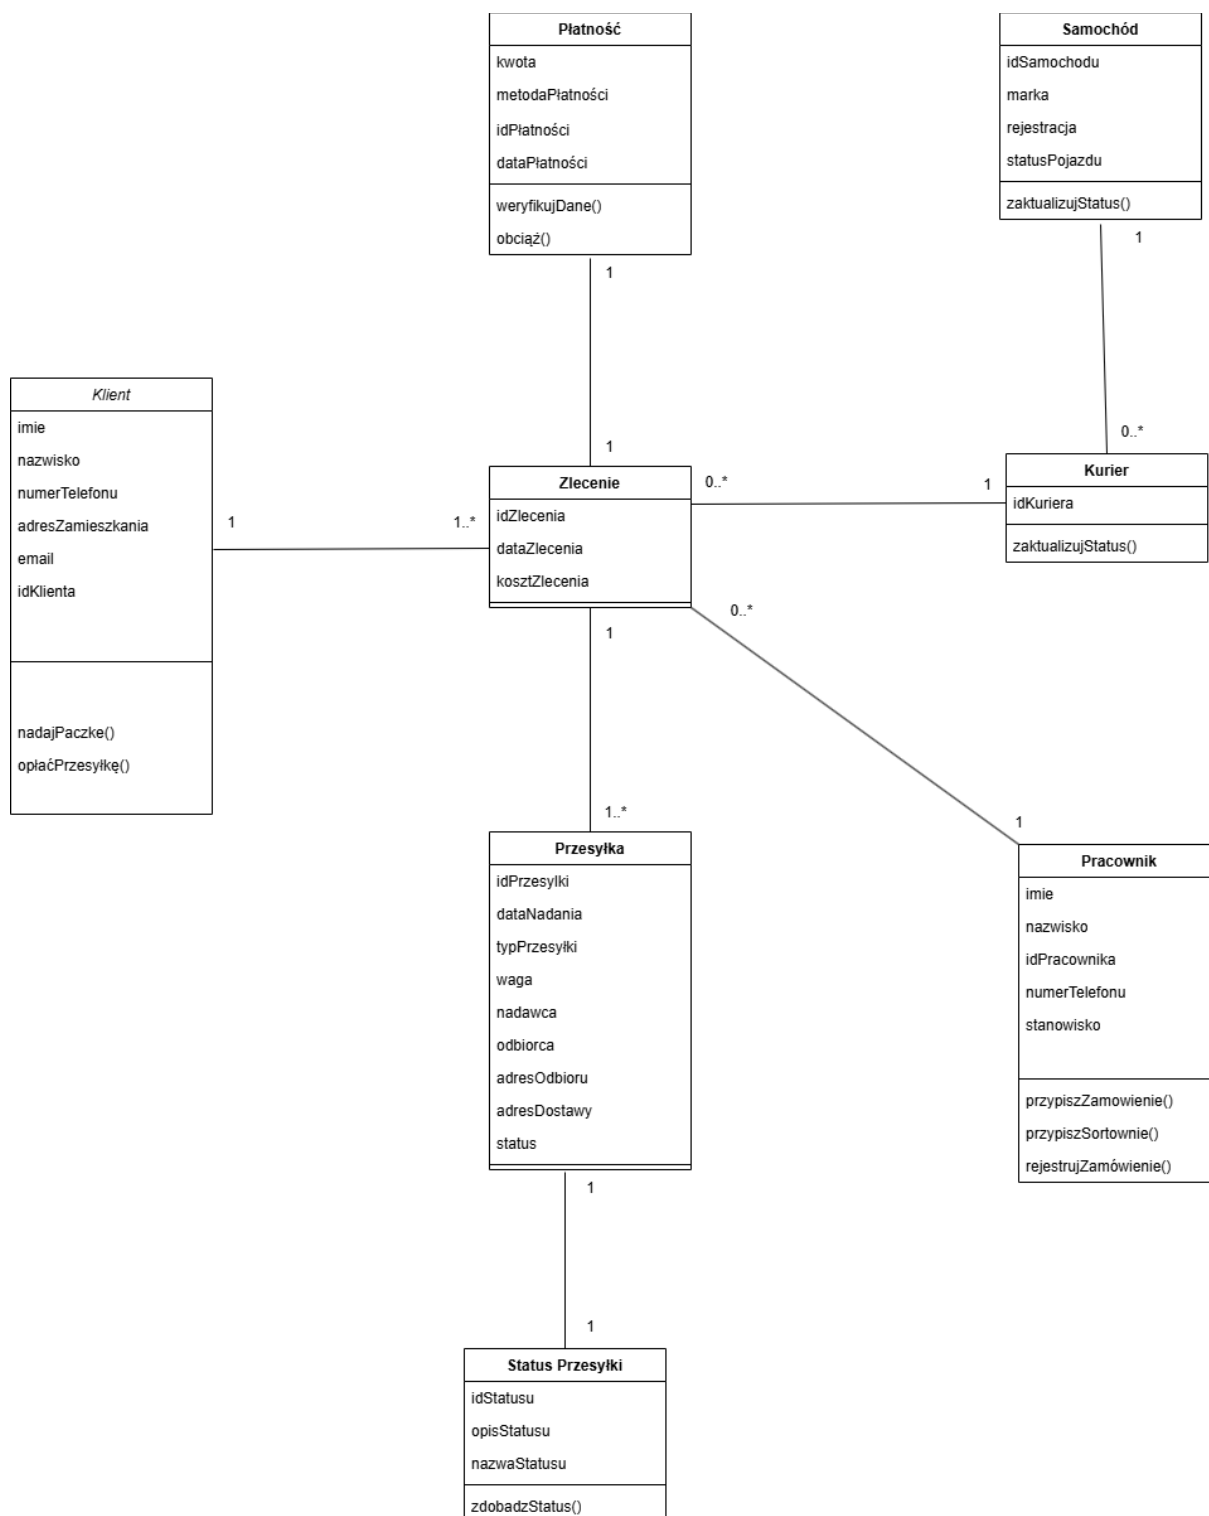 Płatność
kwota
metodaPłatności
idPłatności
dataPłatności
weryfikujDane()
obciąż()
1
Samochód
idSamochodu
marka
rejestracja
statusPojazdu
zaktualizujStatus()
1
Klient
imie
nazwisko
numerTelefonu
adresZamieszkania
email
idKlienta
nadajPaczke()
opłaćPrzesyłkę()
1
1..*
1
Zlecenie
idZlecenia
dataZlecenia
kosztZlecenia
0..*
1
0..*
Kurier
idKuriera
zaktualizujStatus()
1
0..*
1..*
1
Przesyłka
idPrzesylki
dataNadania
typPrzesyłki
waga
nadawca
odbiorca
adresOdbioru
adresDostawy
status
Pracownik
imie
nazwisko
idPracownika
numerTelefonu
stanowisko
przypiszZamowienie()
przypiszSortownie()
rejestrujZamówienie()
1
1
Status Przesyłki
idStatusu
opisStatusu
nazwaStatusu
zdobadzStatus()